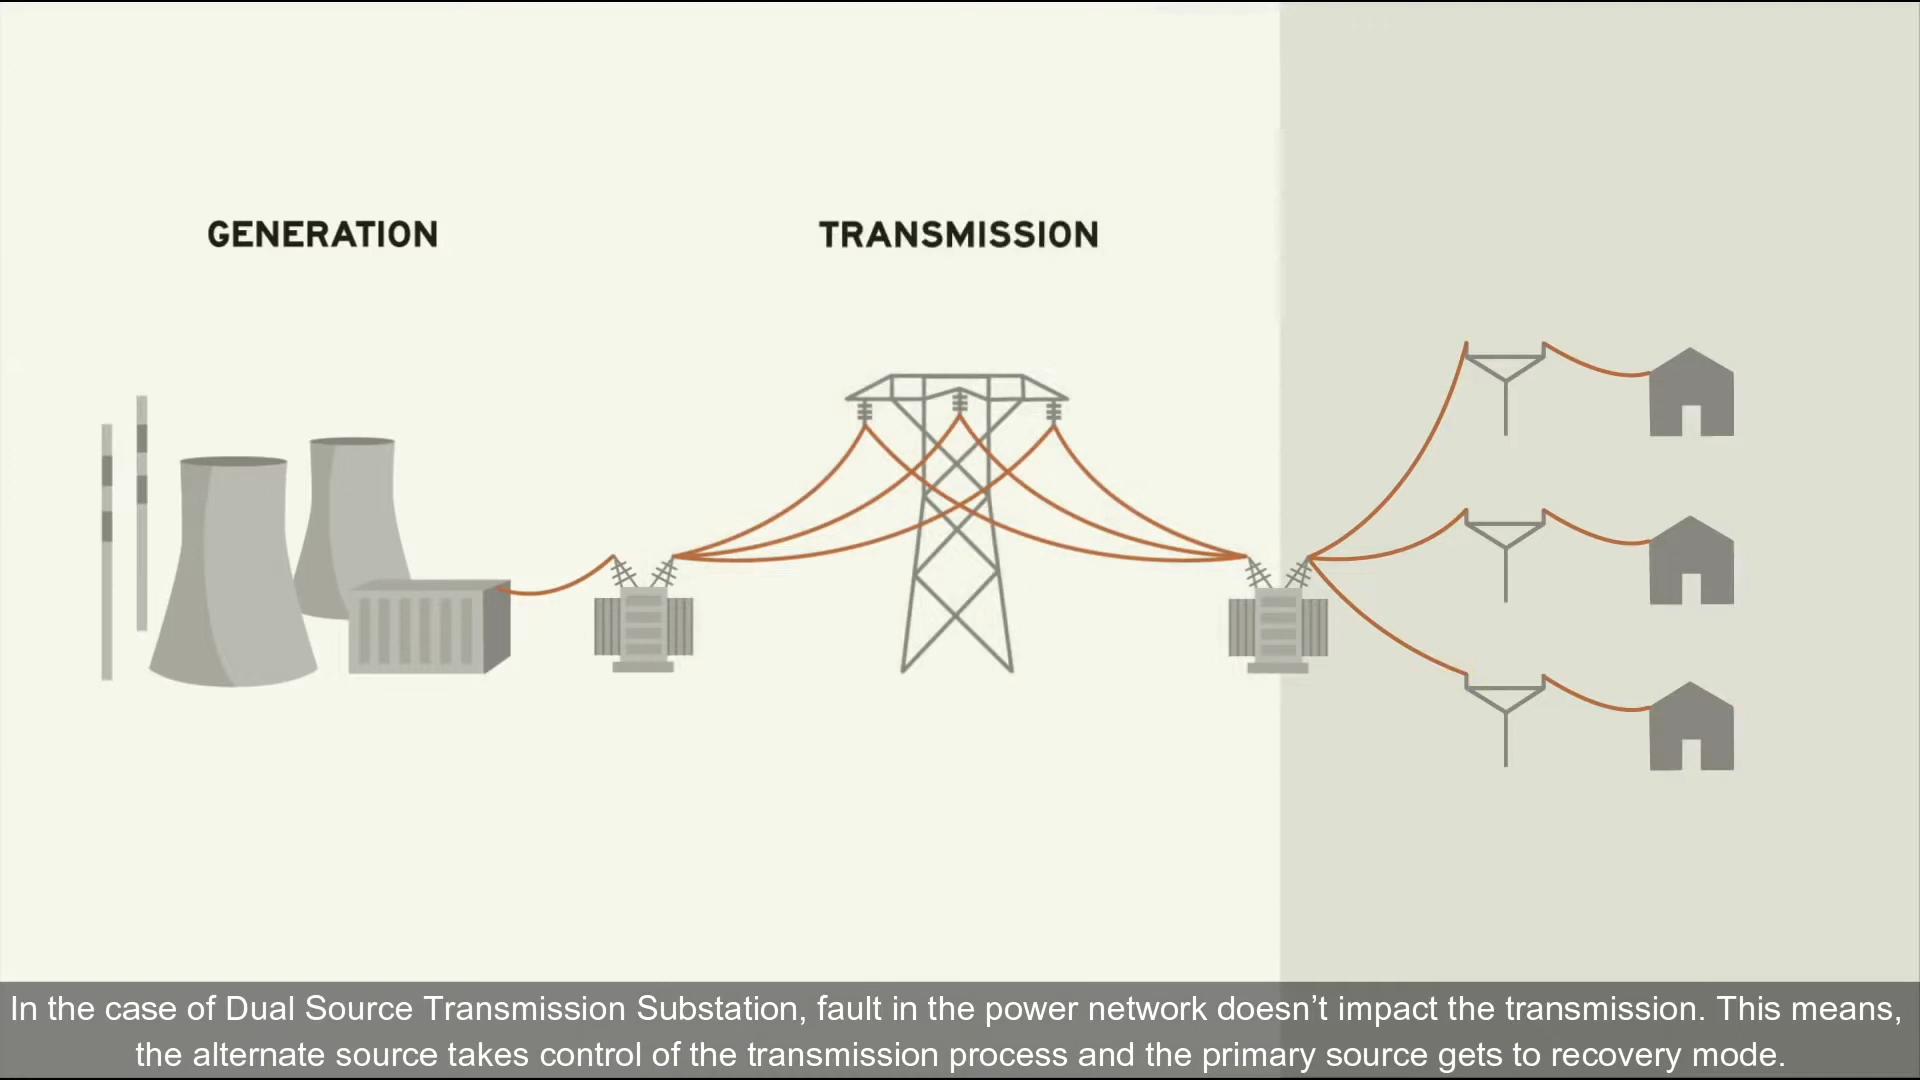 GENERATION
TRANSMISSION
In the case of Dual Source Transmission Substation, fault in the power network doesn’t impact the transmission. This means,
the alternate source takes control of the transmission process and the primary source gets to recovery mode.